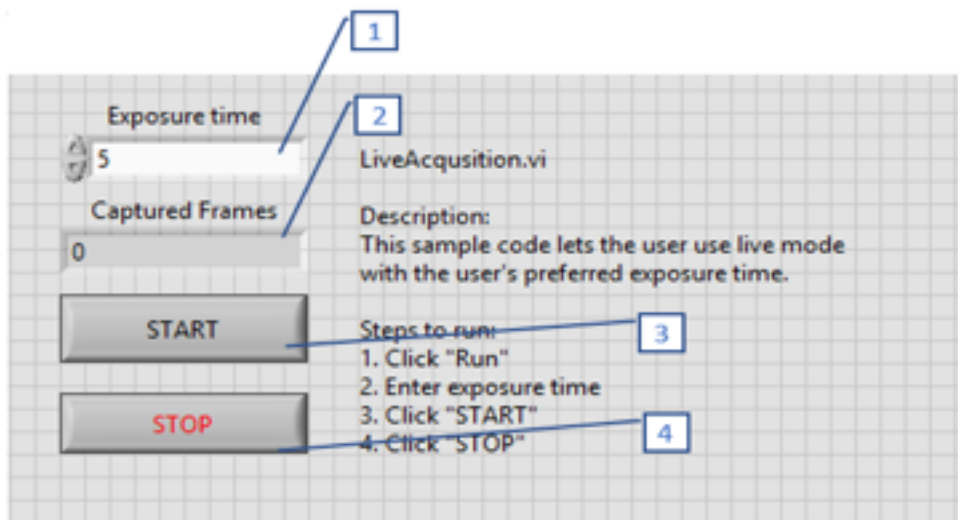 1
Exposure time
2
5
LiveAcqusition.vi
Captured Frames
Description:
0
This sample code lets the user use live mode
with the user's preferred exposure time.
START
Steps to run:
3
1. Click "Run"
2. Enter exposure time
3. Click "START"
STOP
4
4. Click "STOP"